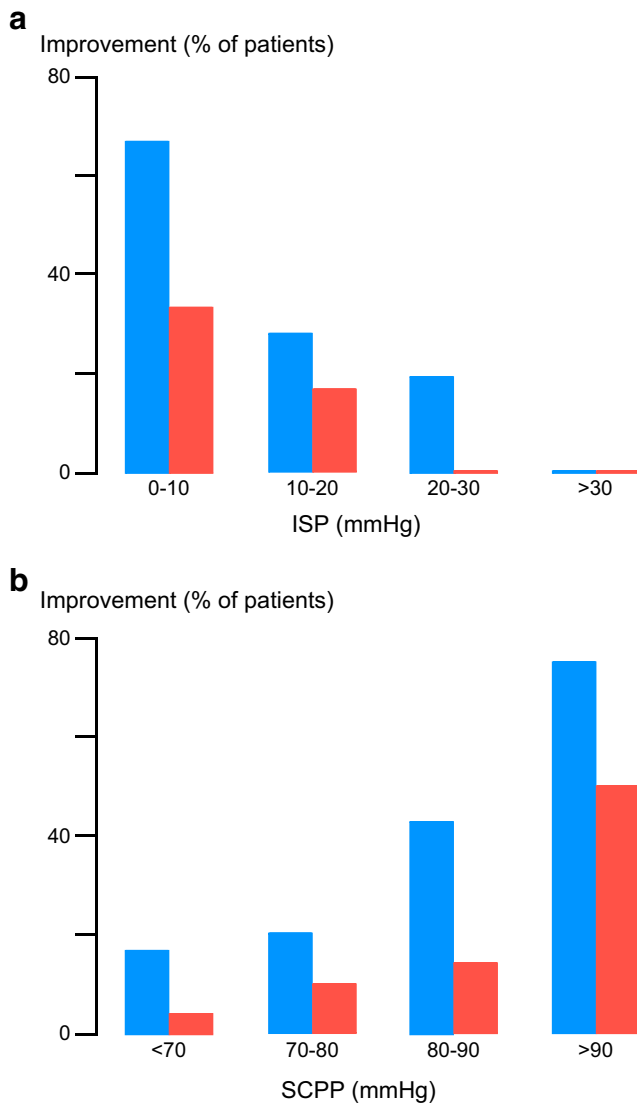 a
Improvement (% of patients)
80
40
0
0-10 10-20 20-30 >30
ISP (mmHg)
b
Improvement (% of patients)
80
40
0
<70 70-80 80-90 >90
SCPP (mmHg)